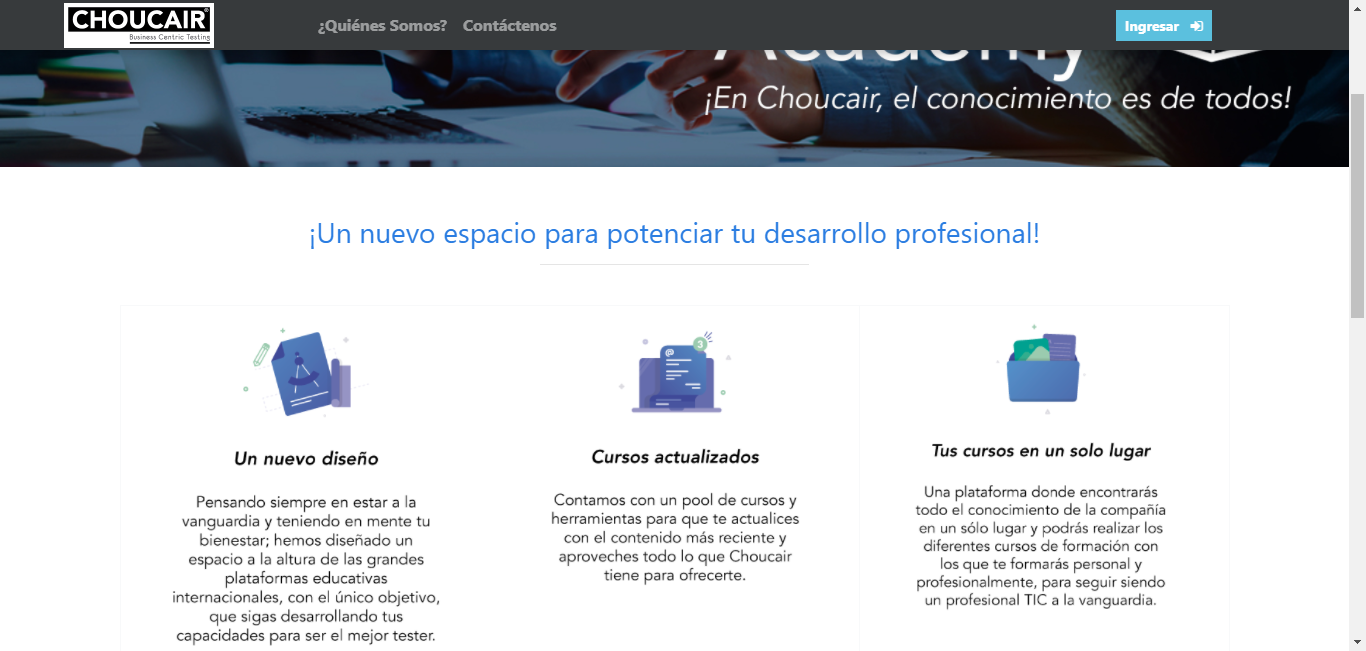 CHOUCAIR®
Business Centric Testing
¿Quiénes Somos? Contáctenos
Ingresar
Academy
¡En Choucair, el conocimiento es de todos!
¡Un nuevo espacio para potenciar tu desarrollo profesional!
@
3
Un nuevo diseño
Pensando siempre en estar a la
vanguardia y teniendo en mente tu
bienestar; hemos diseñado un
espacio a la altura de las grandes
plataformas educativas
internacionales, con el único objetivo,
que sigas desarrollando tus
capacidades para ser el mejor tester.
Cursos actualizados
Contamos con un pool de cursos y
herramientas para que te actualices
con el contenido más reciente y
aproveches todo lo que Choucair
tiene para ofrecerte.
Tus cursos en un solo lugar
Una plataforma donde encontrarás
todo el conocimiento de la compañía
en un sólo lugar y podrás realizar los
diferentes cursos de formación con
los que te formarás personal y
profesionalmente, para seguir siendo
un profesional TIC a la vanguardia.